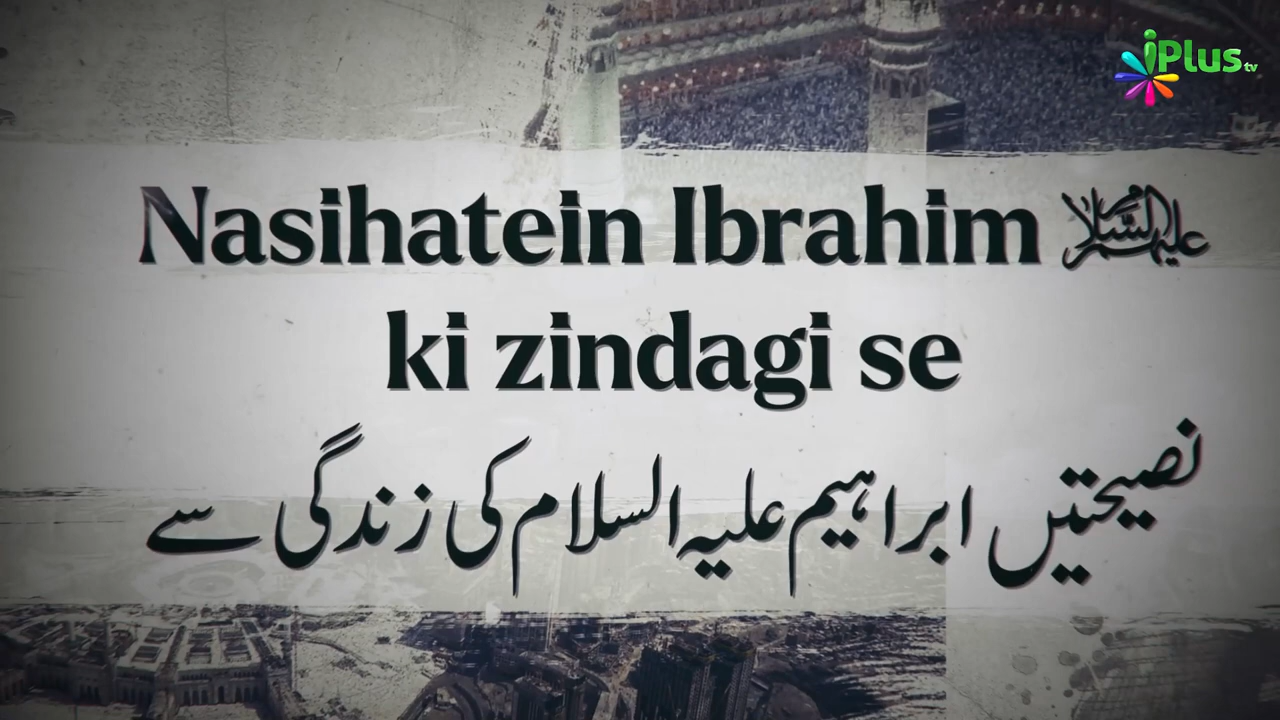 iPlus tv
Nasihatein Ibrahim عليه السلام
ki zindagi se
نصیحتیں ابراہیم علیہ السلام کی زندگی سے